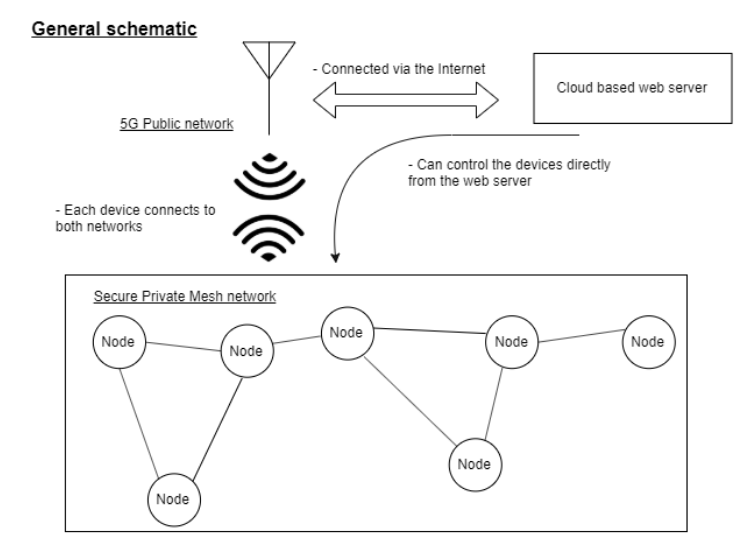 General schematic
- Connected via the Internet
Cloud based web server
5G Public network
- Can control the devices directly
from the web server
- Each device connects to
both networks
Secure Private Mesh network
Node
Node
Node
Node
Node
Node
Node